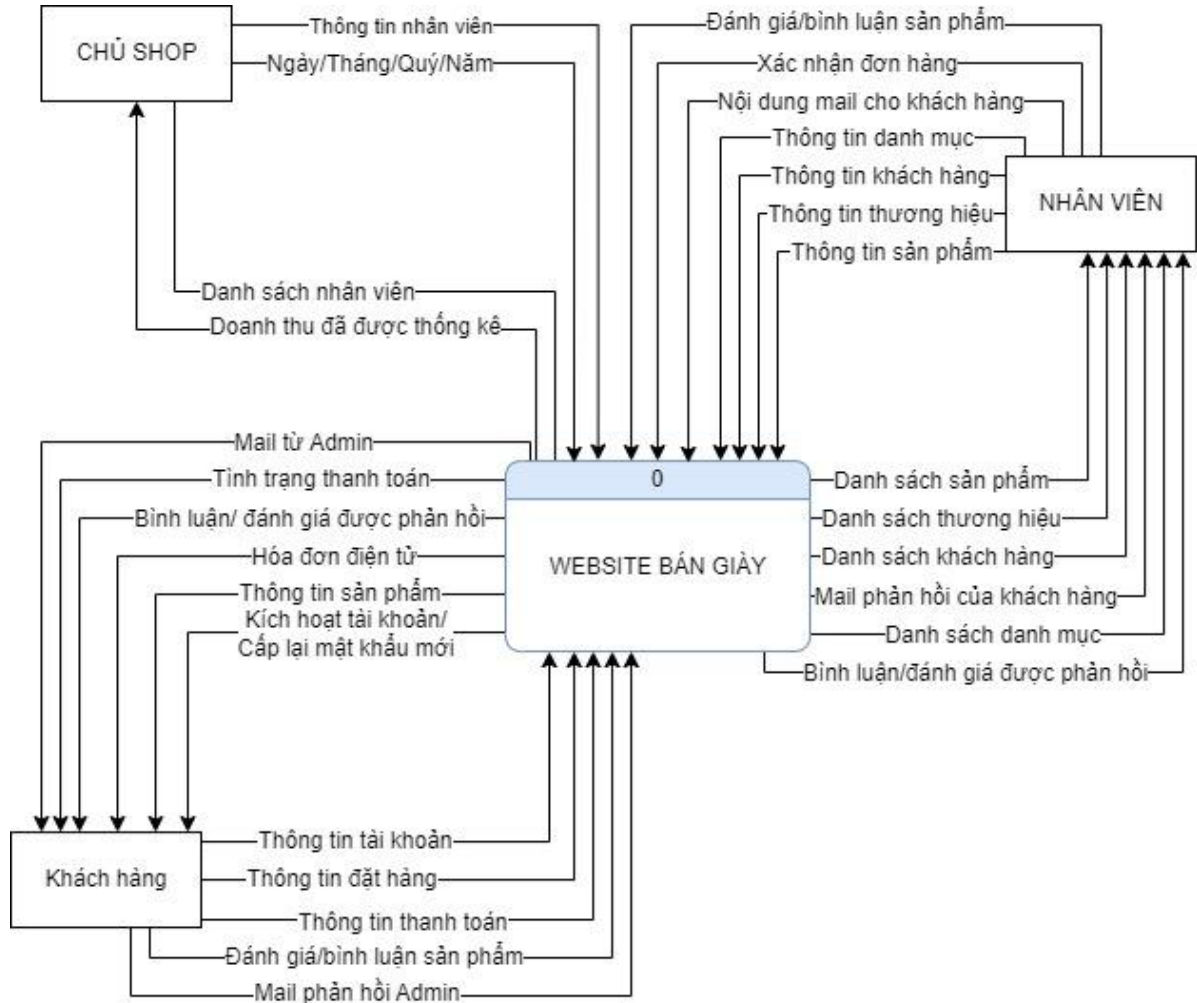 CHỦ SHOP
Thông tin nhân viên
Ngày/Tháng/Quý/Năm
Đánh giá/bình luận sản phẩm
Xác nhận đơn hàng
Nội dung mail cho khách hàng
Thông tin danh mục
Thông tin khách hàng
Thông tin thương hiệu
Thông tin sản phẩm
NHÂN VIÊN
Danh sách nhân viên
Doanh thu đã được thống kê
Mail từ Admin
Tình trạng thanh toán
Bình luận/ đánh giá được phản hồi
Hóa đơn điện tử
Thông tin sản phẩm
Kích hoạt tài khoản/
Cấp lại mật khẩu mới
0
WEBSITE BÁN GIÀY
Danh sách sản phẩm
Danh sách thương hiệu
Danh sách khách hàng
Mail phản hồi của khách hàng
Danh sách danh mục
Bình luận/đánh giá được phản hồi
Khách hàng
Thông tin tài khoản
Thông tin đặt hàng
Thông tin thanh toán
Đánh giá/bình luận sản phẩm
Mail phản hồi Admin